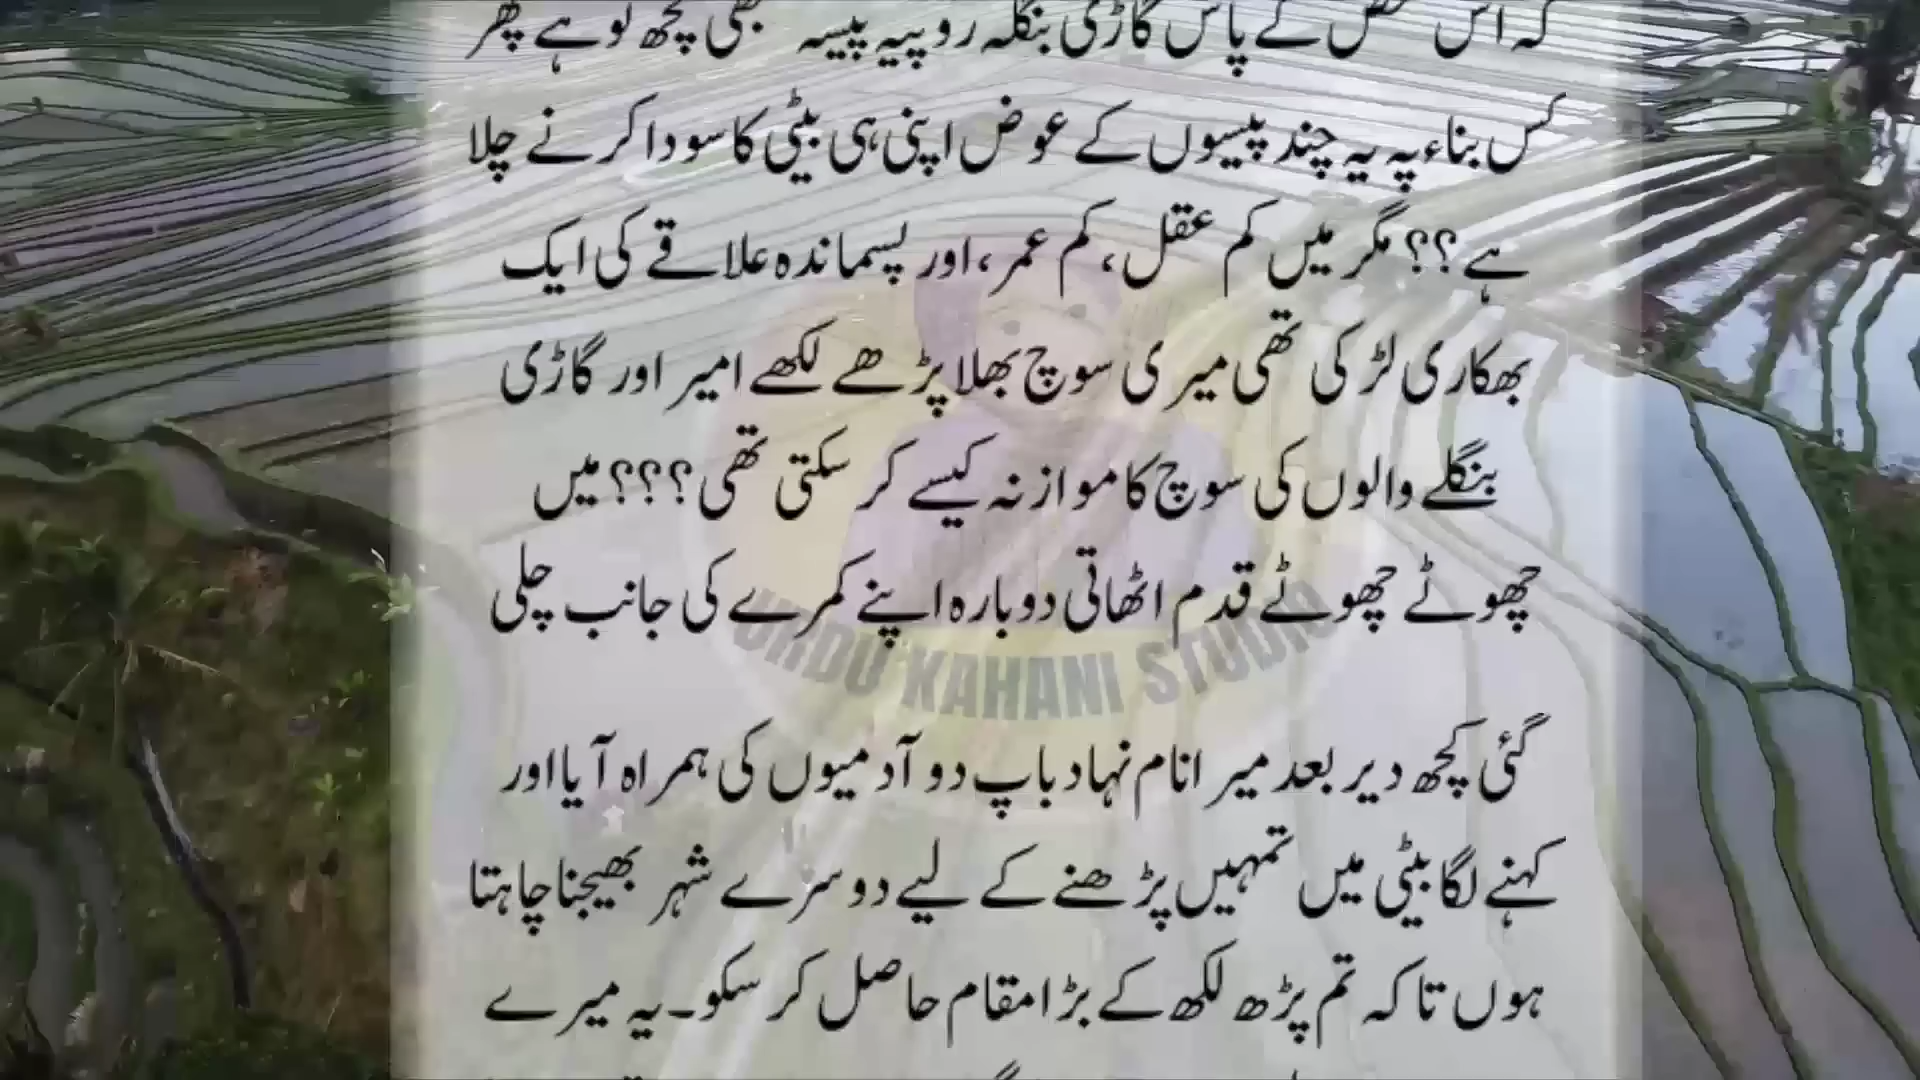 کہ اس شخص کے پاس گاڑی بنگلہ روپیہ پیسہ سبھی کچھ تو ہے پھر
کس بناء پہ یہ چند پیسوں کے عوض اپنی ہی بیٹی کا سودا کرنے چلا
ہے؟؟ مگر میں کم عقل، کم عمر، اور پسماندہ علاقے کی ایک
بھکاری لڑکی تھی میری سوچ بھلا پڑھے لکھے امیر اور گاڑی
بنگلے والوں کی سوچ کا موازنہ کیسے کر سکتی تھی؟؟؟ میں
چھوٹے چھوٹے قدم اٹھاتی دوبارہ اپنے کمرے کی جانب چلی
URDU KAHANI STUDIO
گئی کچھ دیر بعد میرا نام نہاد باپ دو آدمیوں کی ہمراہ آیا اور
کہنے لگا بیٹی میں تمہیں پڑھنے کے لیے دوسرے شہر بھیجنا چاہتا
ہوں تاکہ تم پڑھ لکھ کے بڑا مقام حاصل کر سکو۔ یہ میرے